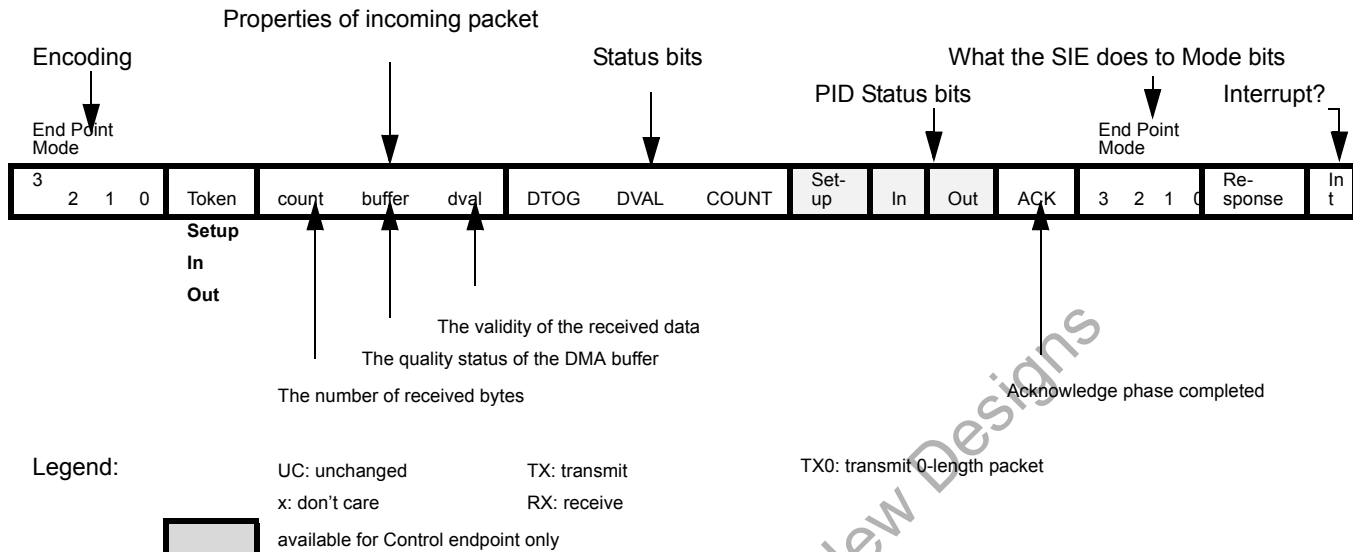 Properties of incoming packet
Encoding
Status bits
What the SIE does to Mode bits
PID Status bits
Interrupt?
End Point
Mode
End Point
Mode
3 2 1 0 Token count buffer dval DTOG DVAL COUNT Set-up In Out ACK 3 2 1 0 Re-sponse Int
Setup
In
Out
The validity of the received data
The quality status of the DMA buffer
The number of received bytes
Acknowledge phase completed
Legend:
UC: unchanged TX: transmit TX0: transmit 0-length packet
x: don't care RX: receive
available for Control endpoint only
New Designs